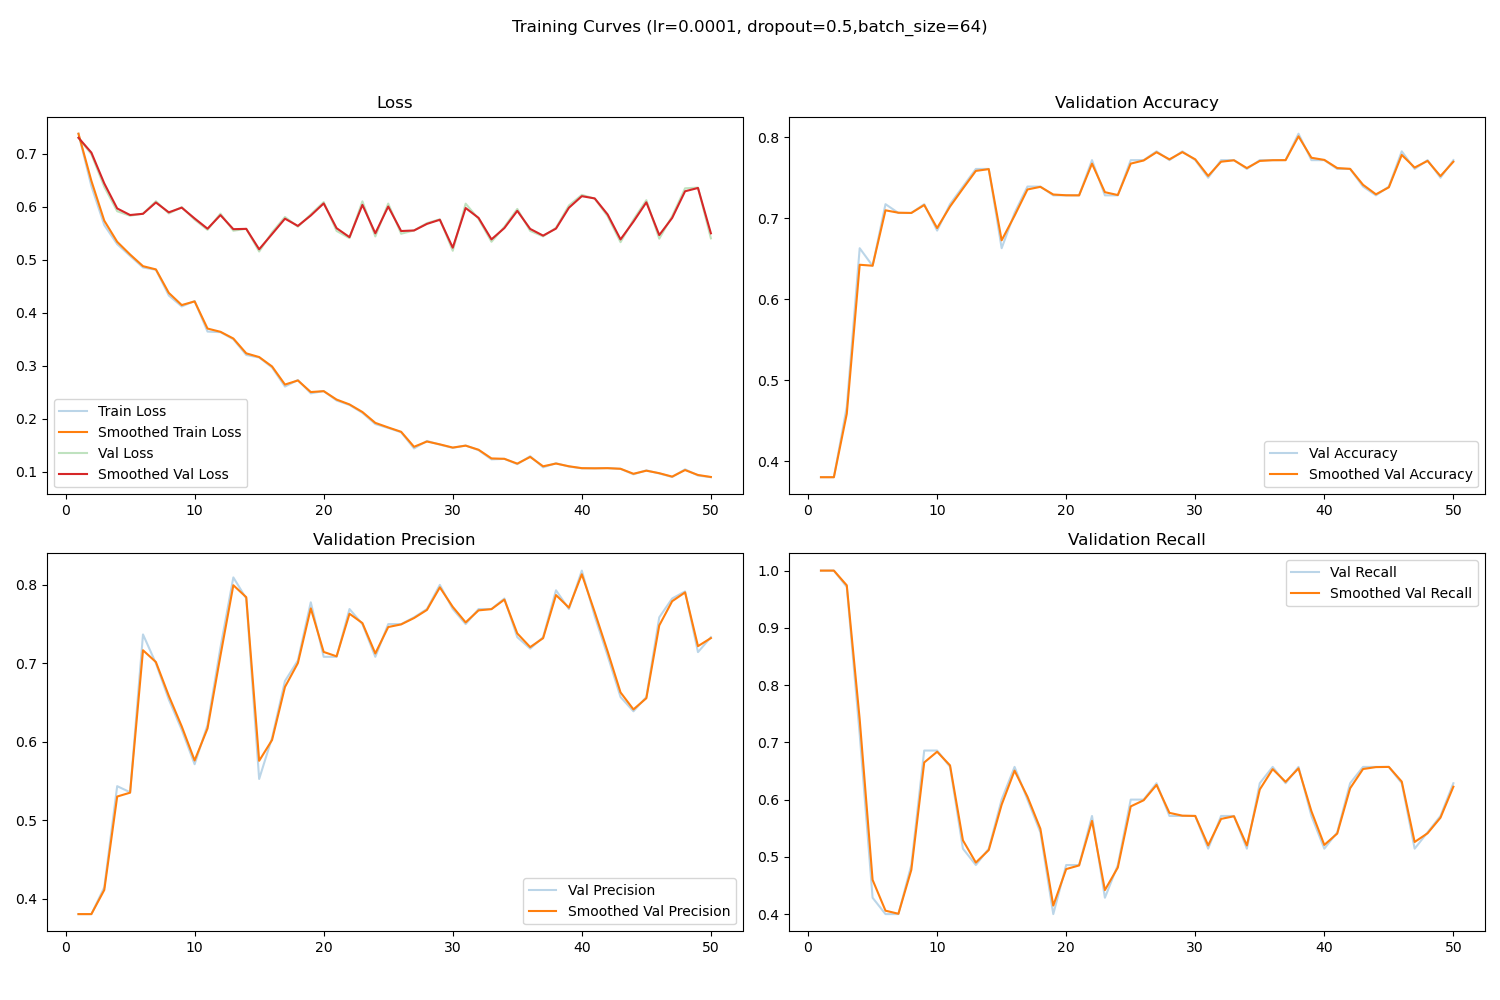 Training Curves (lr=0.0001, dropout=0.5,batch_size=64)
Loss
0.7
0.6
0.5
0.4
0.3
0.2
0.1
Train Loss
Smoothed Train Loss
Val Loss
Smoothed Val Loss
0 10 20 30 40 50
Validation Accuracy
0.8
0.7
0.6
0.5
0.4
Val Accuracy
Smoothed Val Accuracy
0 10 20 30 40 50
Validation Precision
0.8
0.7
0.6
0.5
0.4
Val Precision
Smoothed Val Precision
0 10 20 30 40 50
Validation Recall
1.0
0.9
0.8
0.7
0.6
0.5
0.4
Val Recall
Smoothed Val Recall
0 10 20 30 40 50